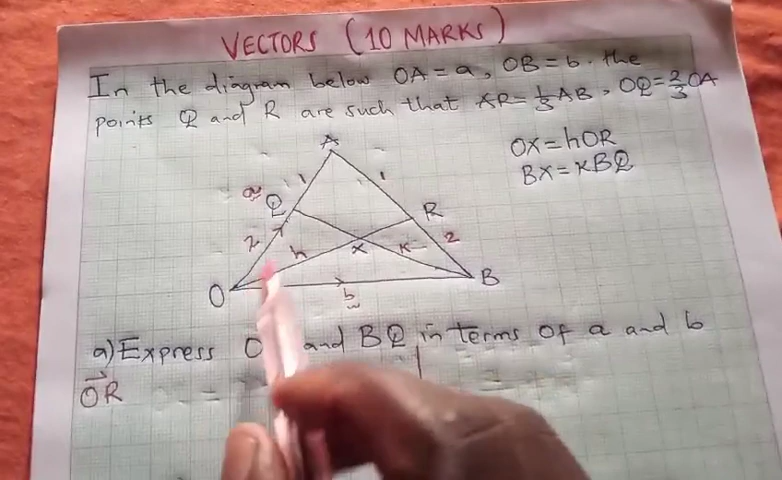 VECTORS (10 MARKS)
In the diagram below OA = a, OB = b. the
points Q and R are such that AR = 1/3 AB, OQ = 2/3 OA
OX = hOR
BX = KBQ
A
a 1 1
Q R
2 h X K 2
O B
b
a) Express O and BQ in terms of a and b
OR =